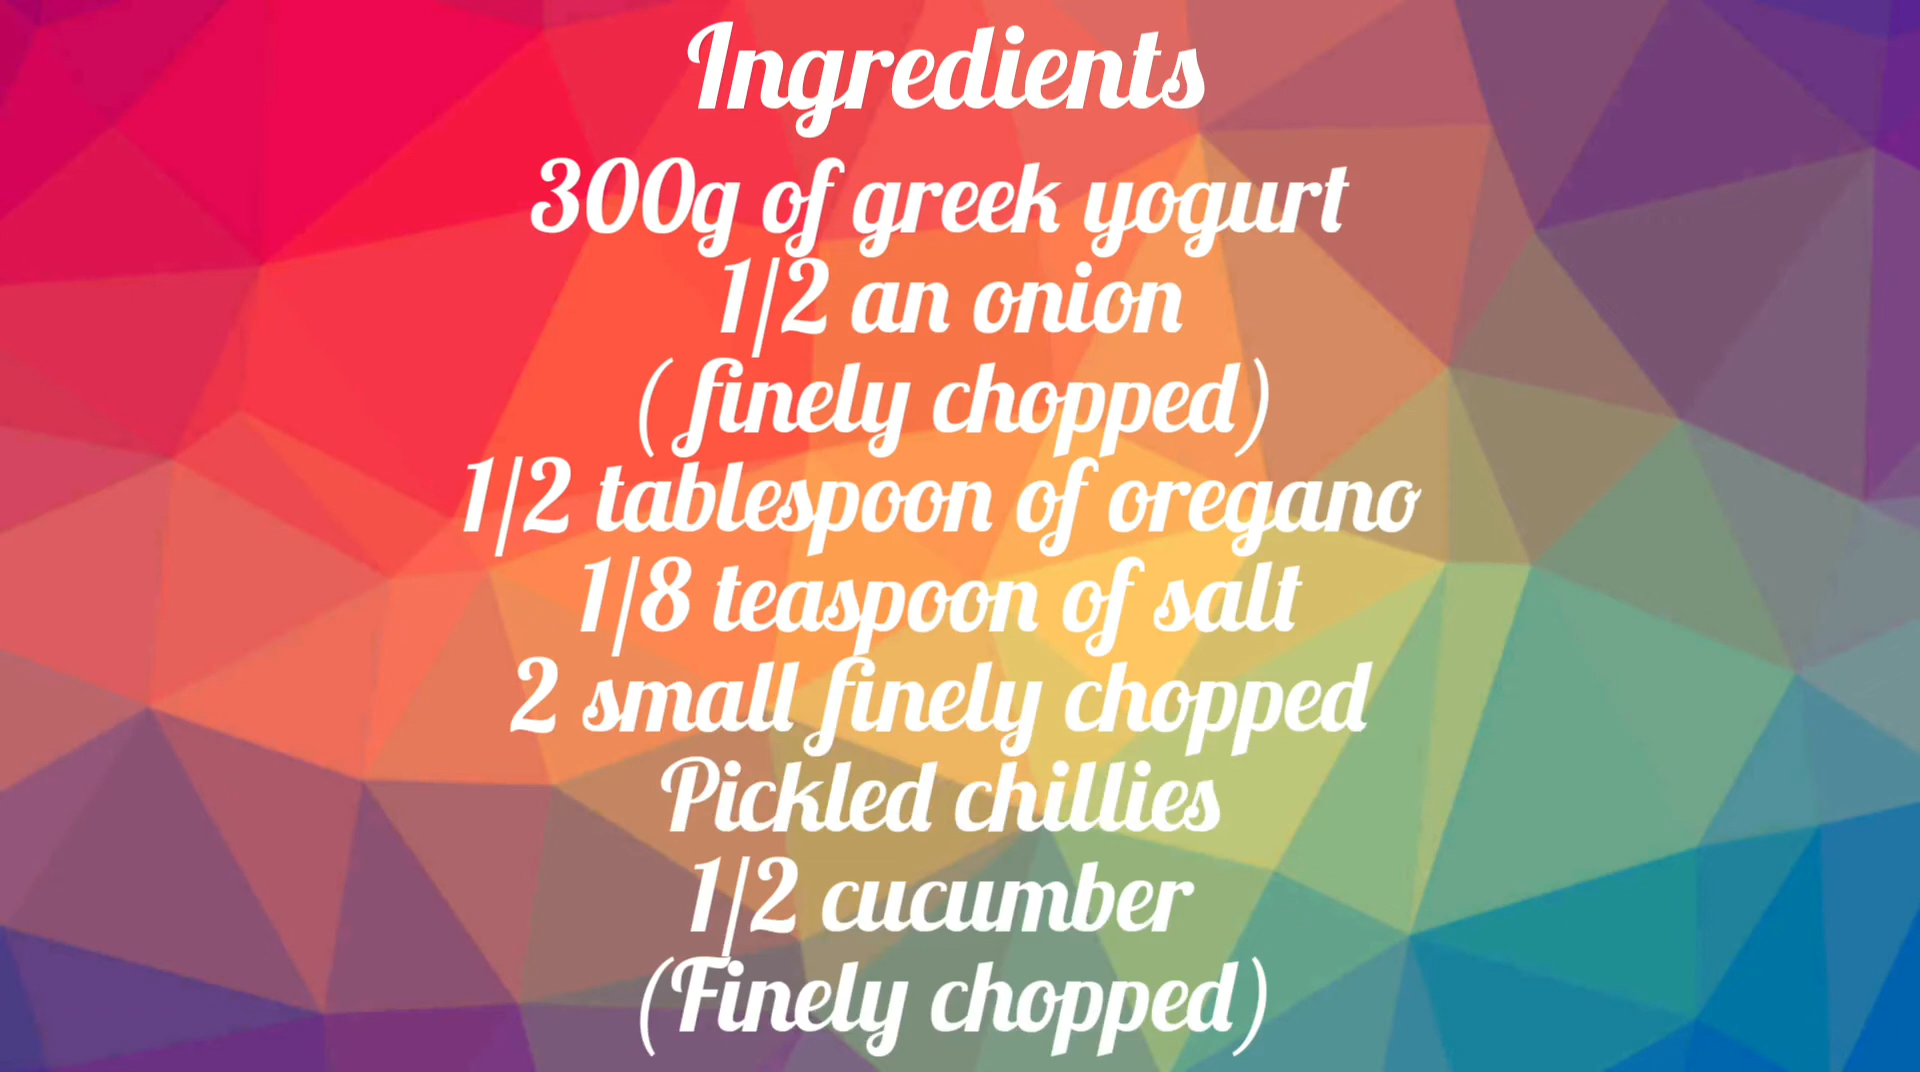 Ingredients
300g of greek yogurt
1/2 an onion
( finely chopped)
1/2 tablespoon of oregano
1/8 teaspoon of salt
2 small finely chopped
Pickled chillies
1/2 cucumber
(Finely chopped)